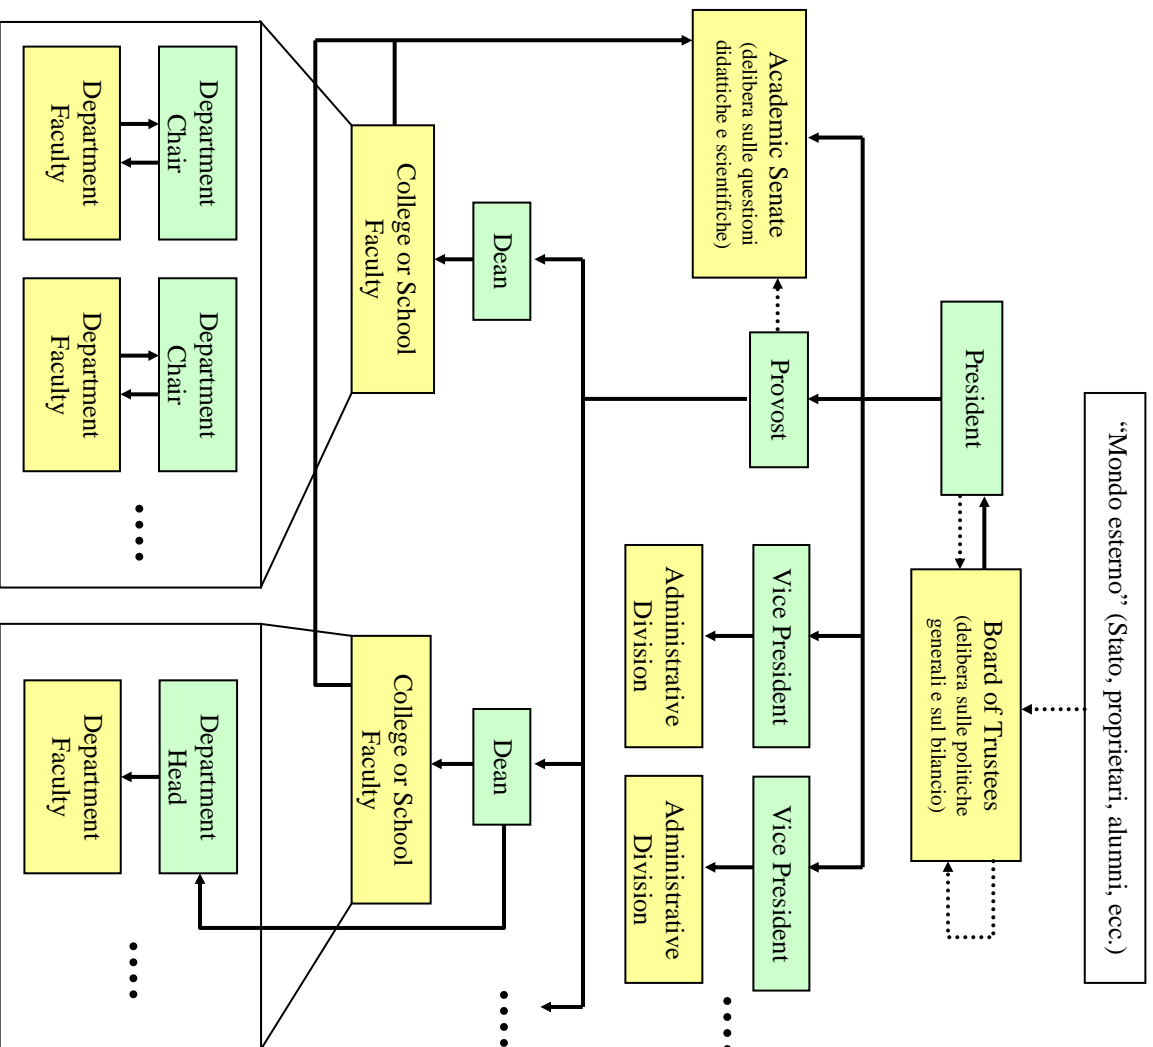 “Mondo esterno” (Stato, proprietari, alumni, ecc.)
President
Board of Trustees
(delibera sulle politiche
generali e sul bilancio)
Academic Senate
(delibera sulle questioni
didattiche e scientifiche)
Provost
Vice President
Vice President
Administrative
Division
Administrative
Division
Dean
Dean
College or School
Faculty
College or School
Faculty
Department
Chair
Department
Chair
Department
Head
Department
Faculty
Department
Faculty
Department
Faculty